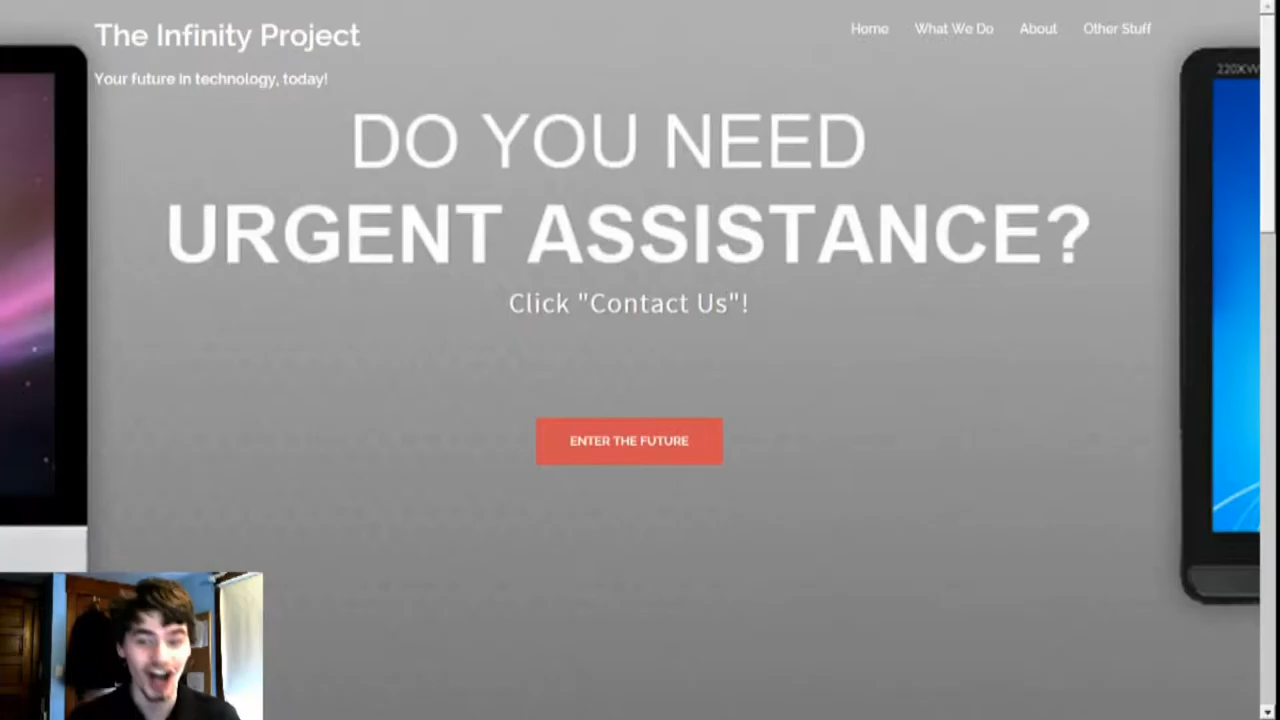 The Infinity Project
Home What We Do About Other Stuff
Your future in technology, today!
DO YOU NEED
URGENT ASSISTANCE?
Click "Contact Us"!
ENTER THE FUTURE